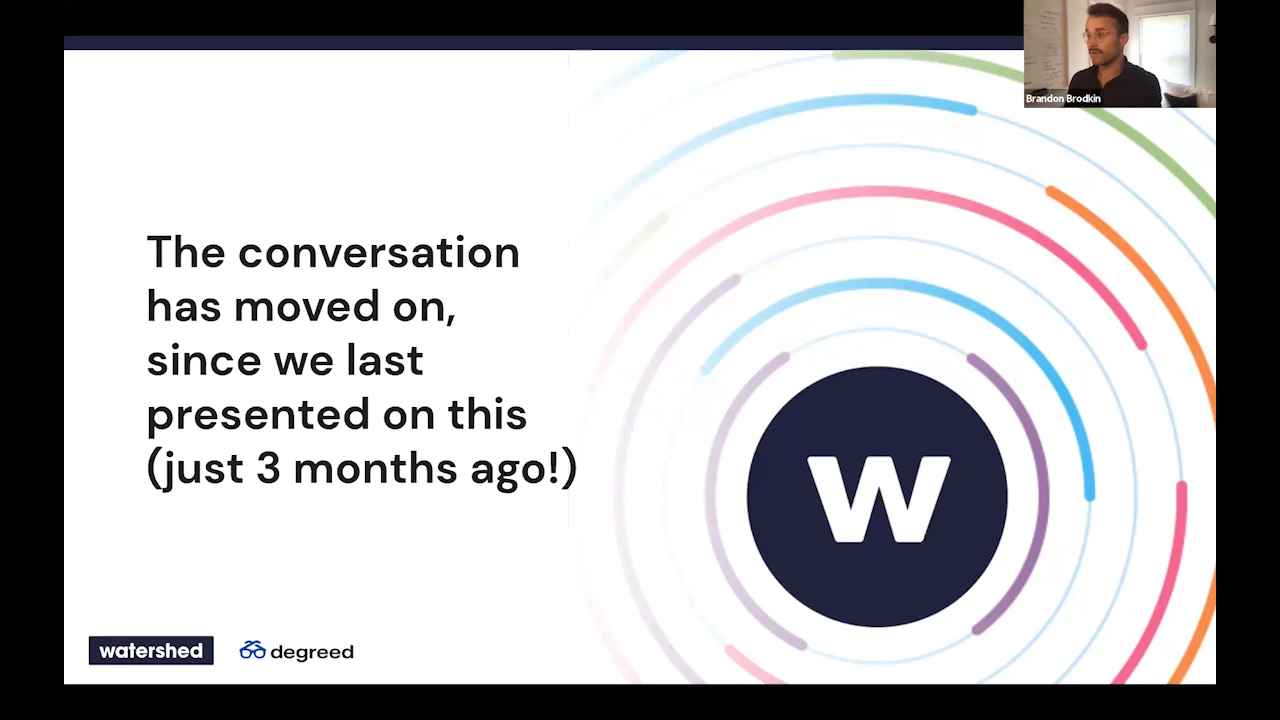 Brandon Brodkin
The conversation
has moved on,
since we last
presented on this
(just 3 months ago!)
w
watershed
degreed